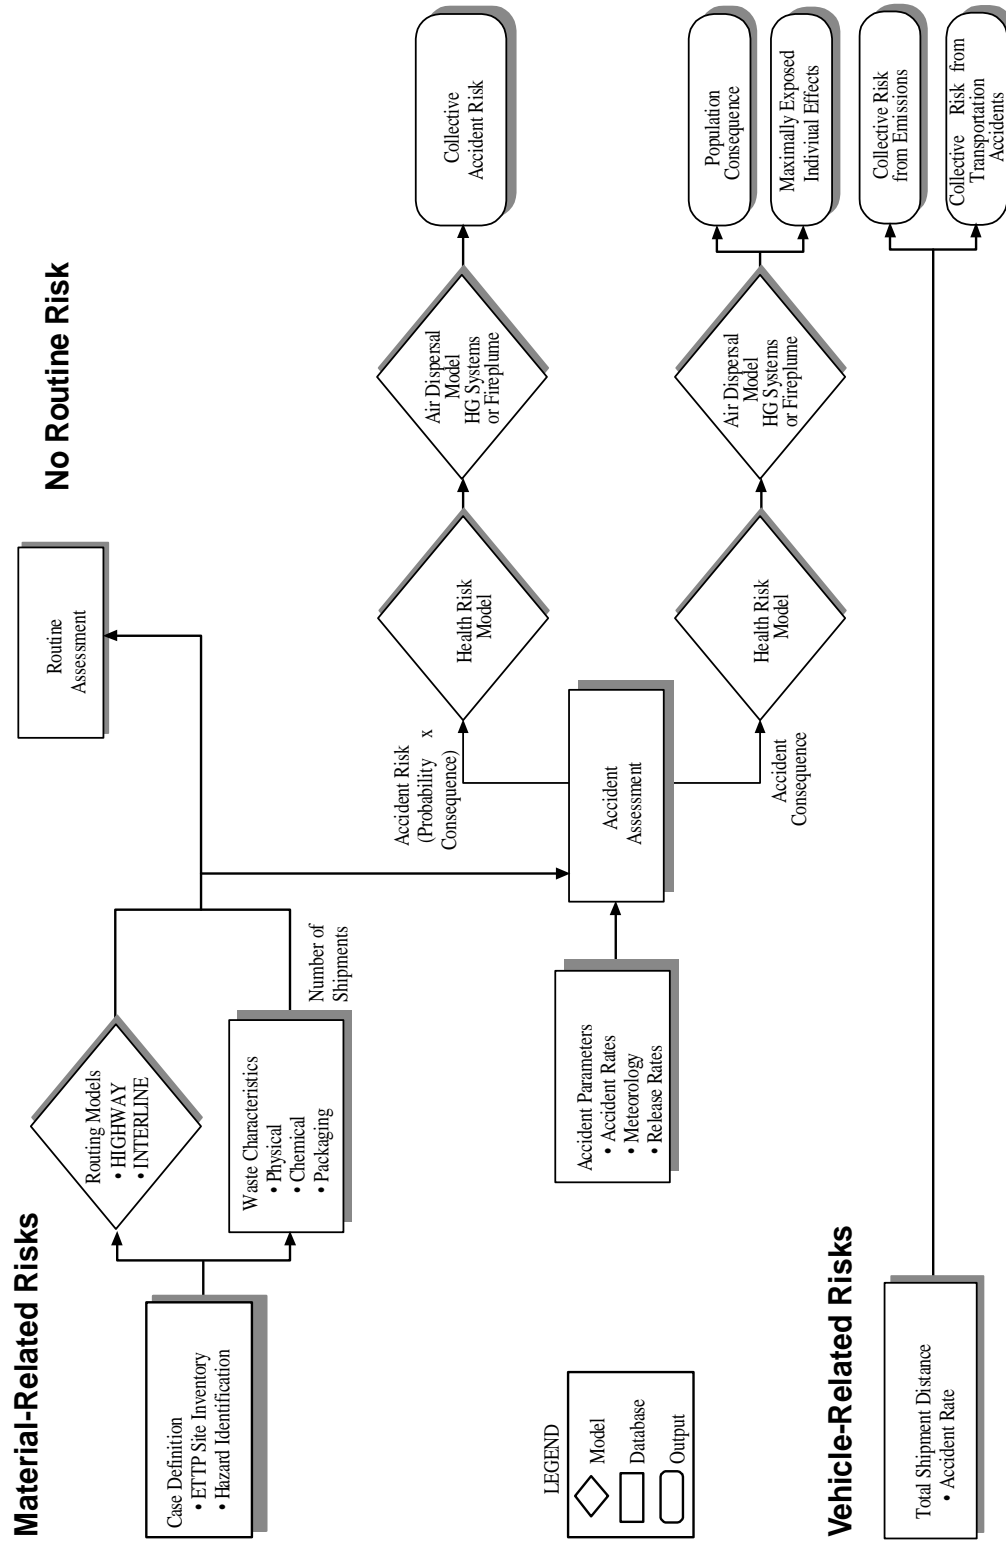 Material-Related Risks
No Routine Risk
Case Definition
• ETTP Site Inventory
• Hazard Identification
Routing Models
• HIGHWAY
• INTERLINE
Waste Characteristics
• Physical
• Chemical
• Packaging
Number of
Shipments
Routine
Assessment
Accident Parameters
• Accident Rates
• Meteorology
• Release Rates
Accident
Assessment
Accident Risk
(Probability x
Consequence)
Health Risk
Model
Air Dispersal
Model
HG Systems
or Fireplume
Collective
Accident Risk
Accident
Consequence
Health Risk
Model
Air Dispersal
Model
HG Systems
or Fireplume
Population
Consequence
Maximally Exposed
Indiviual Effects
LEGEND
Model
Database
Output
Vehicle-Related Risks
Total Shipment Distance
• Accident Rate
Collective Risk
from Emissions
Collective Risk from
Transportation
Accidents